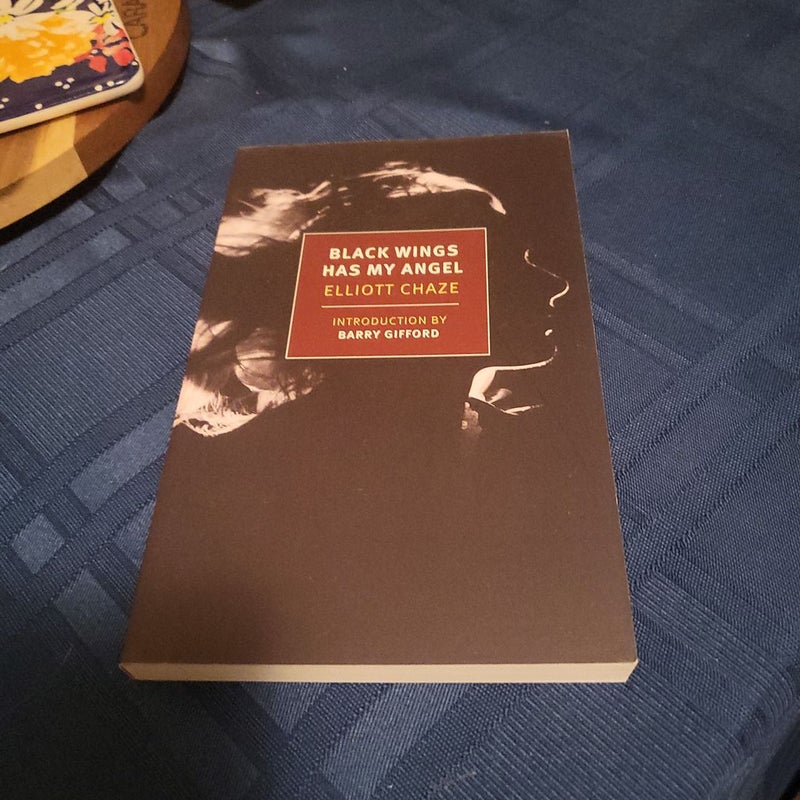 BLACK WINGS
HAS MY ANGEL
ELLIOTT CHAZE
INTRODUCTION BY
BARRY GIFFORD